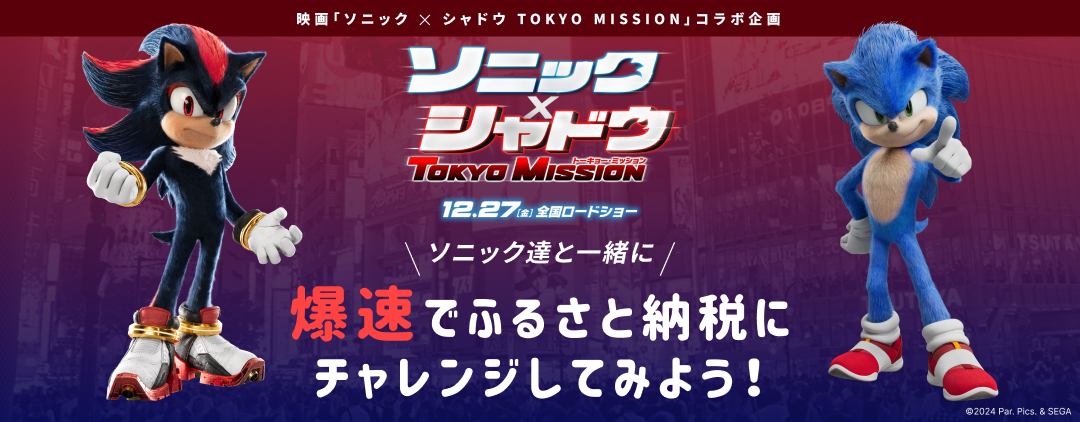 映画「ソニック × シャドウ TOKYO MISSION」コラボ企画
ソニック
×
シャドウ
トーキョー・ミッション
TOKYO MISSION
12.27[金] 全国ロードショー
\ ソニック達と一緒に /
爆速でふるさと納税に
チャレンジしてみよう!
©2024 Par. Pics. & SEGA